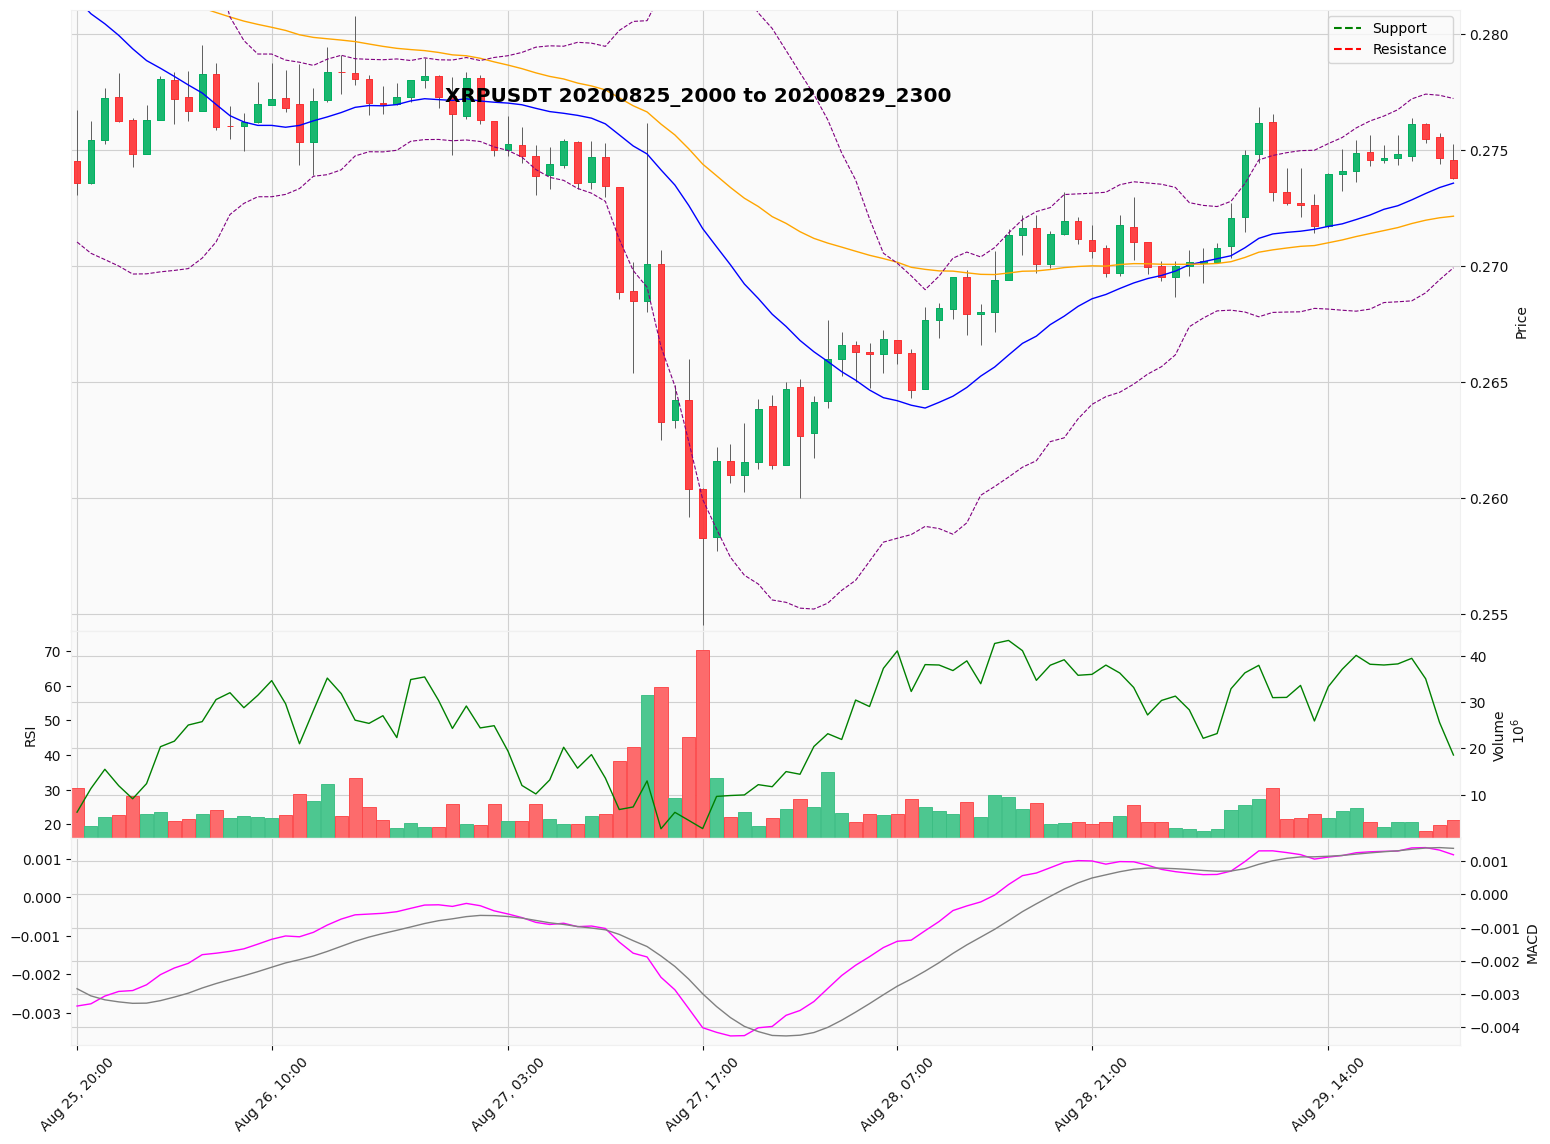 XRPUSDT 20200825_2000 to 20200829_2300
Support
Resistance
0.280
0.275
0.270
0.265
0.260
0.255
Price
70
60
50
40
30
20
RSI
40
30
20
10
Volume
10^6
0.001
0.000
−0.001
−0.002
−0.003
0.001
0.000
−0.001
−0.002
−0.003
−0.004
MACD
Aug 25, 20:00
Aug 26, 10:00
Aug 27, 03:00
Aug 27, 17:00
Aug 28, 07:00
Aug 28, 21:00
Aug 29, 14:00